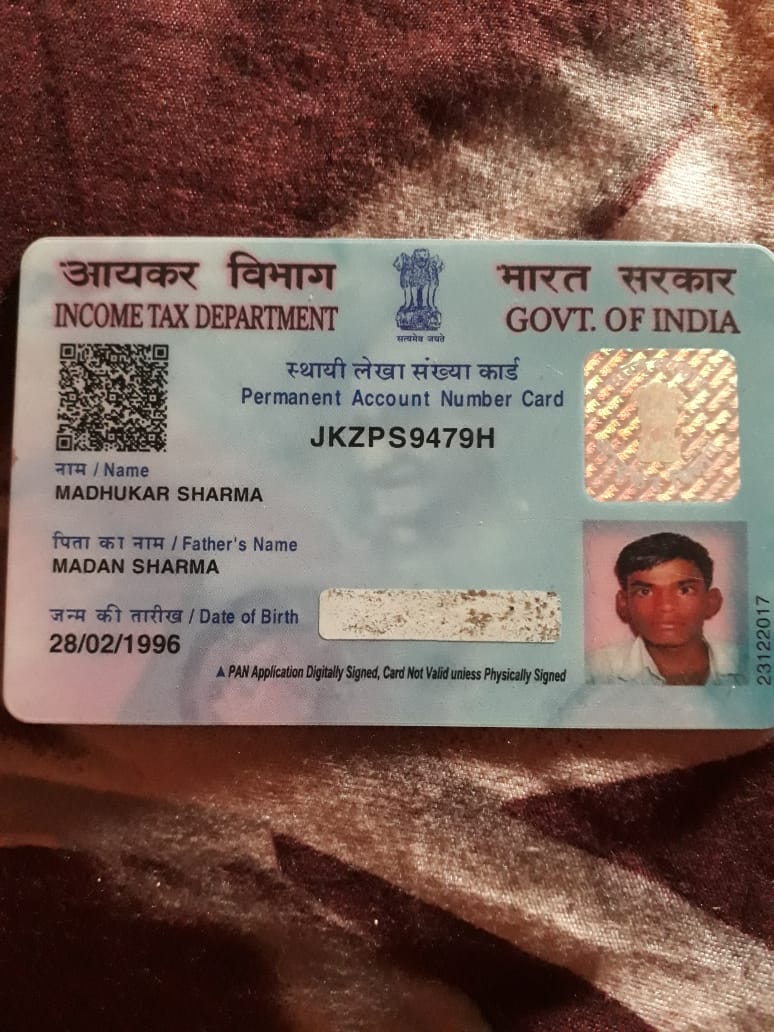 आयकर विभाग
INCOME TAX DEPARTMENT
सत्यमेव जयते
भारत सरकार
GOVT. OF INDIA
स्थायी लेखा संख्या कार्ड
Permanent Account Number Card
JKZPS9479H
नाम / Name
MADHUKAR SHARMA
पिता का नाम / Father's Name
MADAN SHARMA
जन्म की तारीख / Date of Birth
28/02/1996
PAN Application Digitally Signed, Card Not Valid unless Physically Signed
23122017